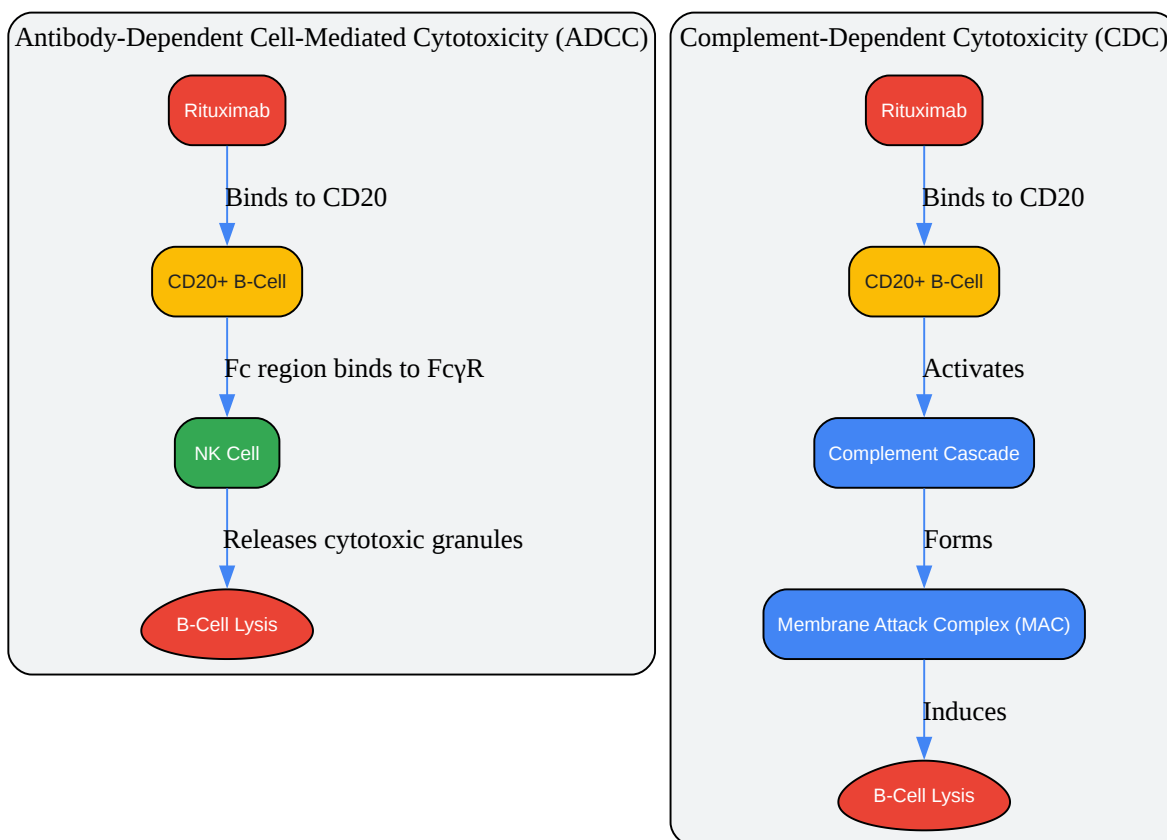 Antibody-Dependent Cell-Mediated Cytotoxicity (ADCC)
Rituximab
Binds to CD20
CD20+ B-Cell
Fc region binds to FcγR
NK Cell
Releases cytotoxic granules
B-Cell Lysis
Complement-Dependent Cytotoxicity (CDC)
Rituximab
Binds to CD20
CD20+ B-Cell
Activates
Complement Cascade
Forms
Membrane Attack Complex (MAC)
Induces
B-Cell Lysis